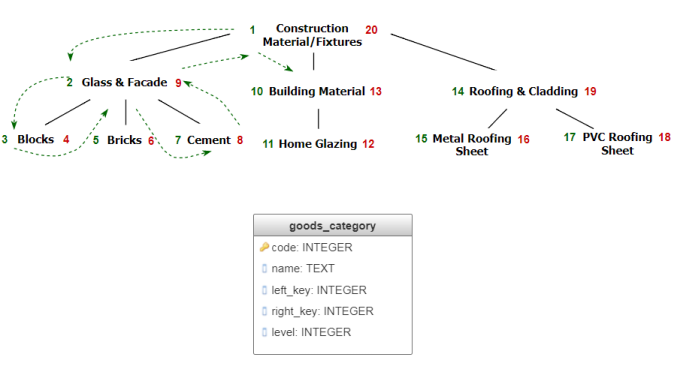 1 Construction 20
Material/Fixtures
2 Glass & Facade 9
10 Building Material 13
14 Roofing & Cladding 19
3 Blocks 4
5 Bricks 6
7 Cement 8
11 Home Glazing 12
15 Metal Roofing 16
Sheet
17 PVC Roofing 18
Sheet
goods_category
code: INTEGER
name: TEXT
left_key: INTEGER
right_key: INTEGER
level: INTEGER